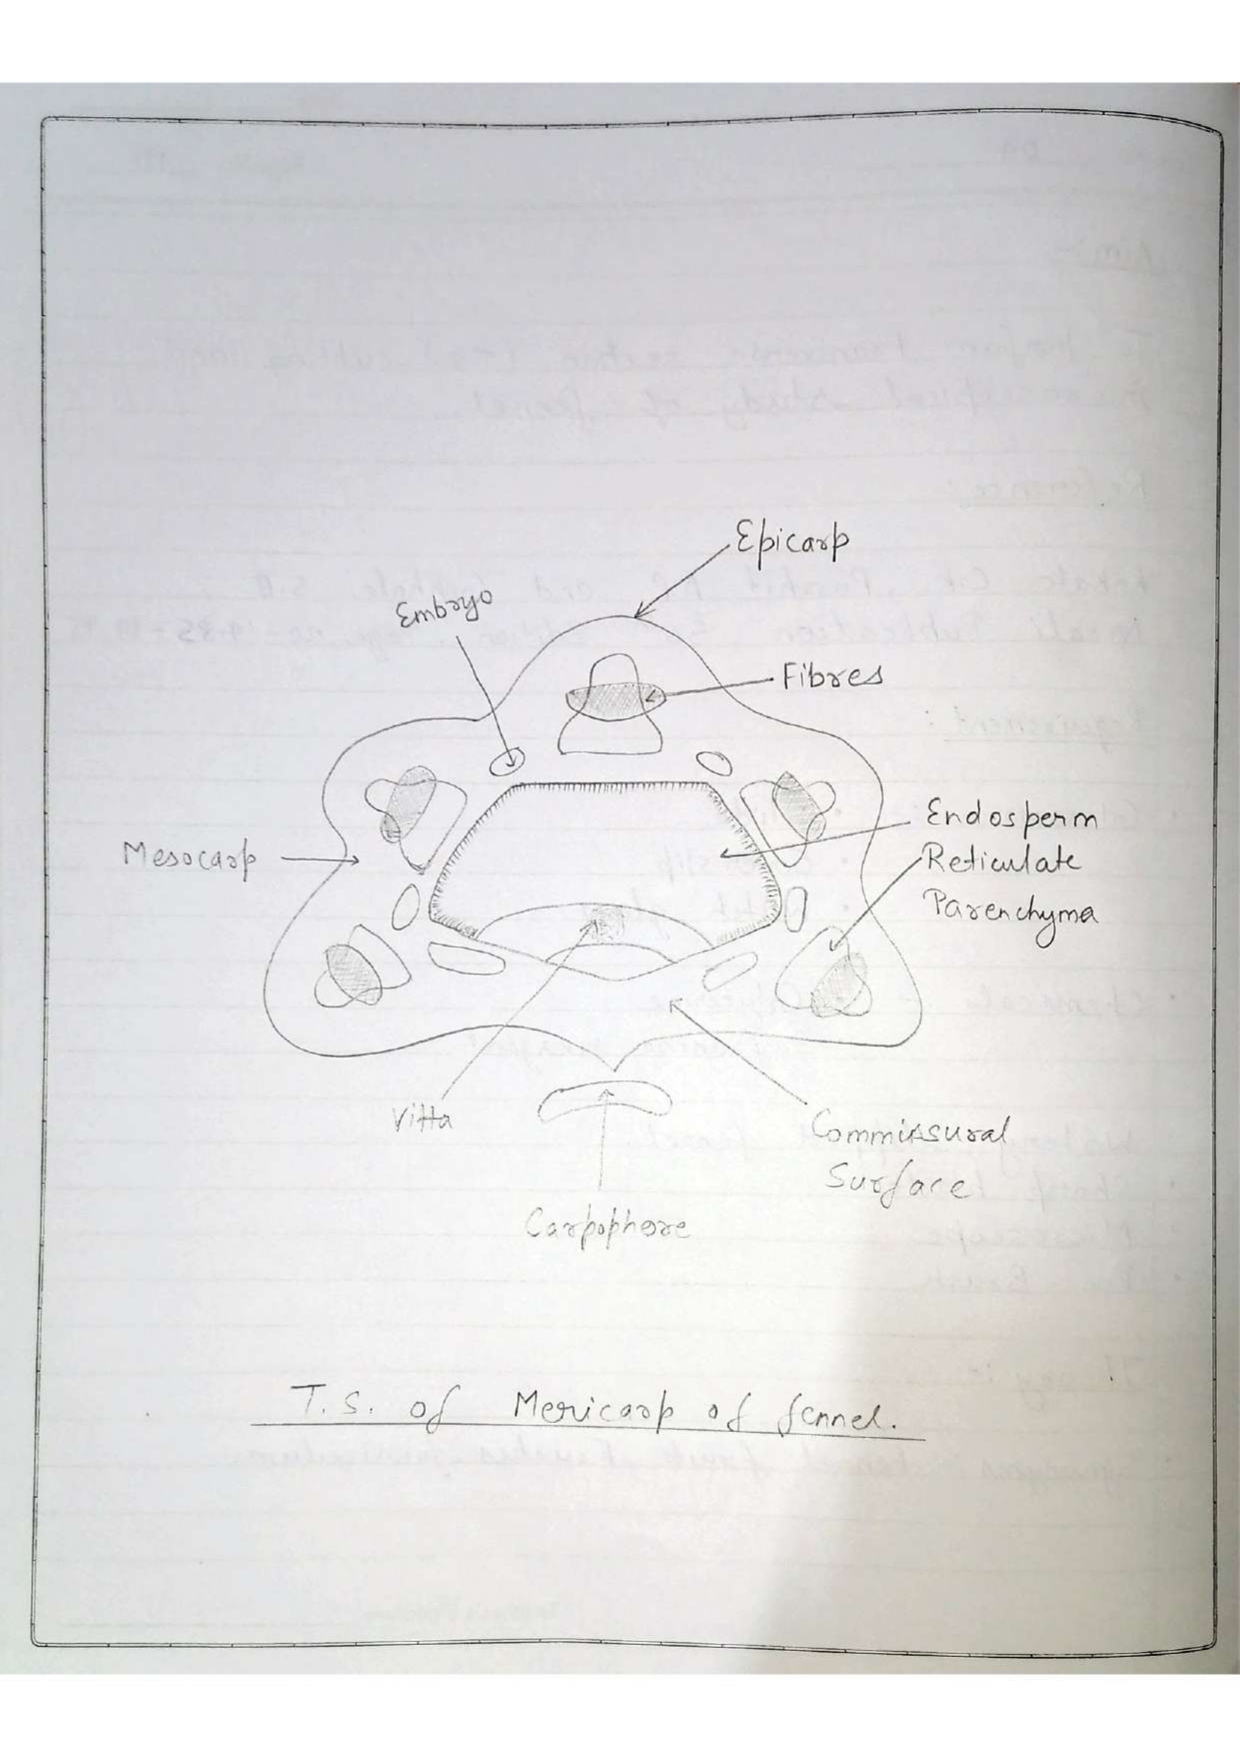 Epicarp
Embryo
Fibres
Endosperm
Mesocarp
Reticulate
Parenchyma
Vitta
Commissural
Surface
Carpophore
T.S. of Mericarp of fennel.